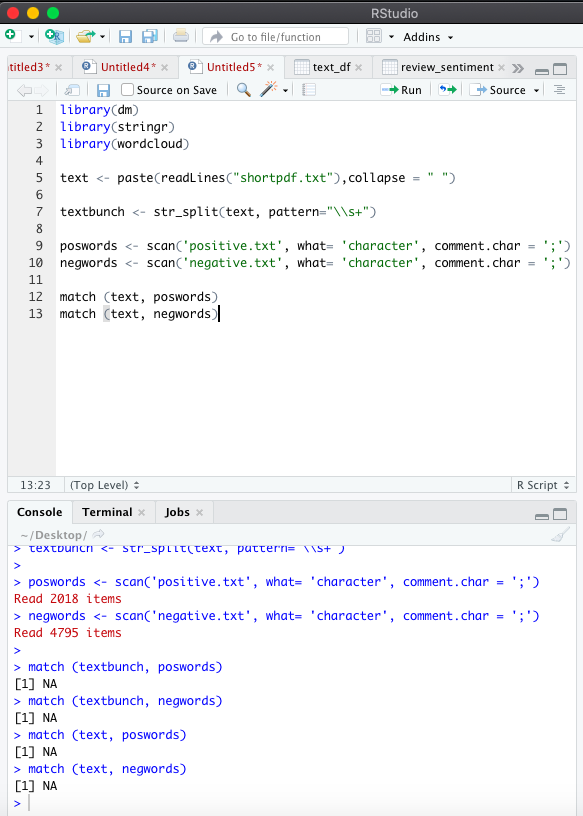 RStudio
Go to file/function
Addins
ntitled3*
Untitled4*
Untitled5*
text_df
review_sentiment
Source on Save
Run
Source
1 library(dm)
2 library(stringr)
3 library(wordcloud)
4
5 text <- paste(readLines("shortpdf.txt"),collapse = " ")
6
7 textbunch <- str_split(text, pattern="\\s+")
8
9 poswords <- scan('positive.txt', what= 'character', comment.char = ';')
10 negwords <- scan('negative.txt', what= 'character', comment.char = ';')
11
12 match (text, poswords)
13 match (text, negwords)
13:23
(Top Level)
R Script
Console
Terminal
Jobs
~/Desktop/
> textbunch <- str_split(text, pattern="\\s+")
>
> poswords <- scan('positive.txt', what= 'character', comment.char = ';')
Read 2018 items
> negwords <- scan('negative.txt', what= 'character', comment.char = ';')
Read 4795 items
>
> match (textbunch, poswords)
[1] NA
> match (textbunch, negwords)
[1] NA
> match (text, poswords)
[1] NA
> match (text, negwords)
[1] NA
>